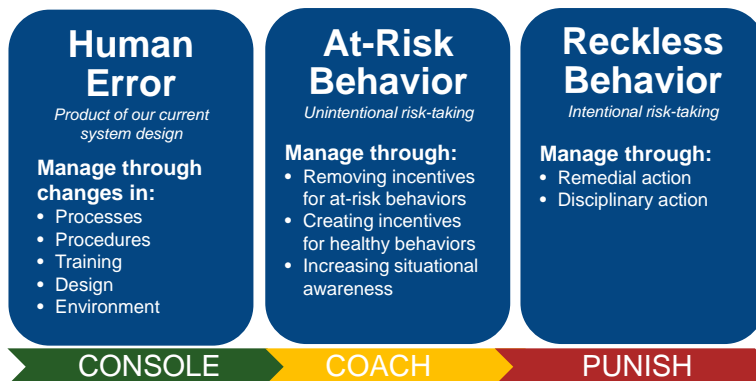 Human
Error
Product of our current
system design
Manage through
changes in:
• Processes
• Procedures
• Training
• Design
• Environment
At-Risk
Behavior
Unintentional risk-taking
Manage through:
• Removing incentives
for at-risk behaviors
• Creating incentives
for healthy behaviors
• Increasing situational
awareness
Reckless
Behavior
Intentional risk-taking
Manage through:
• Remedial action
• Disciplinary action
CONSOLE
COACH
PUNISH